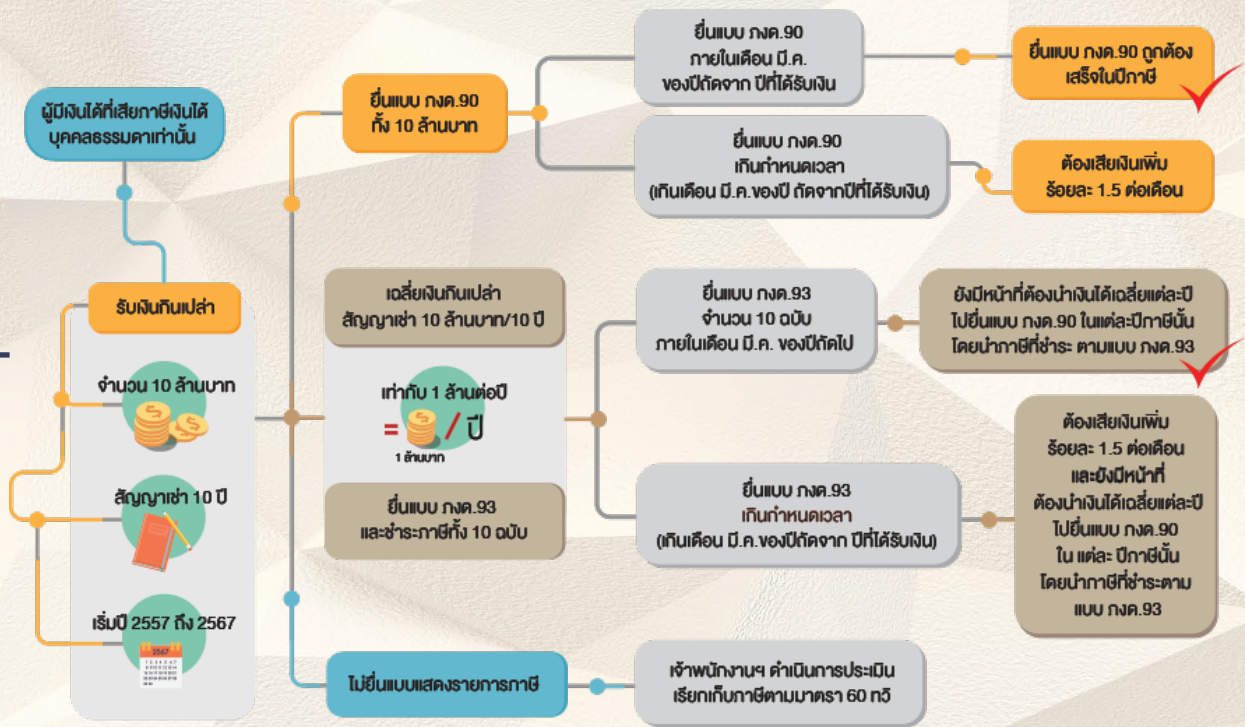 ผู้มีเงินได้ที่เสียภาษีเงินได้
บุคคลธรรมดาเท่านั้น
รับเงินกินเปล่า
จำนวน 10 ล้านบาท
สัญญาเช่า 10 ปี
เริ่มปี 2557 ถึง 2567
2567
ยื่นแบบ ภงด.90
ทั้ง 10 ล้านบาท
ยื่นแบบ ภงด.90
ภายในเดือน มี.ค.
ของปีถัดจาก ปีที่ได้รับเงิน
ยื่นแบบ ภงด.90 ถูกต้อง
เสร็จในปีภาษี
ยื่นแบบ ภงด.90
เกินกำหนดเวลา
(เกินเดือน มี.ค.ของปี ถัดจากปีที่ได้รับเงิน)
ต้องเสียเงินเพิ่ม
ร้อยละ 1.5 ต่อเดือน
เฉลี่ยเงินกินเปล่า
สัญญาเช่า 10 ล้านบาท/10 ปี
เท่ากับ 1 ล้านต่อปี
= / ปี
1 ล้านบาท
ยื่นแบบ ภงด.93
และชำระภาษีทั้ง 10 ฉบับ
ยื่นแบบ ภงด.93
จำนวน 10 ฉบับ
ภายในเดือน มี.ค. ของปีถัดไป
ยังมีหน้าที่ต้องนำเงินได้เฉลี่ยแต่ละปี
ไปยื่นแบบ ภงด.90 ในแต่ละปีภาษีนั้น
โดยนำภาษีที่ชำระ ตามแบบ ภงด.93
ยื่นแบบ ภงด.93
เกินกำหนดเวลา
(เกินเดือน มี.ค.ของปีถัดจาก ปีที่ได้รับเงิน)
ต้องเสียเงินเพิ่ม
ร้อยละ 1.5 ต่อเดือน
และยังมีหน้าที่
ต้องนำเงินได้เฉลี่ยแต่ละปี
ไปยื่นแบบ ภงด.90
ใน แต่ละ ปีภาษีนั้น
โดยนำภาษีที่ชำระตาม
แบบ ภงด.93
ไม่ยื่นแบบแสดงรายการภาษี
เจ้าพนักงานฯ ดำเนินการประเมิน
เรียกเก็บภาษีตามมาตรา 60 ทวิ